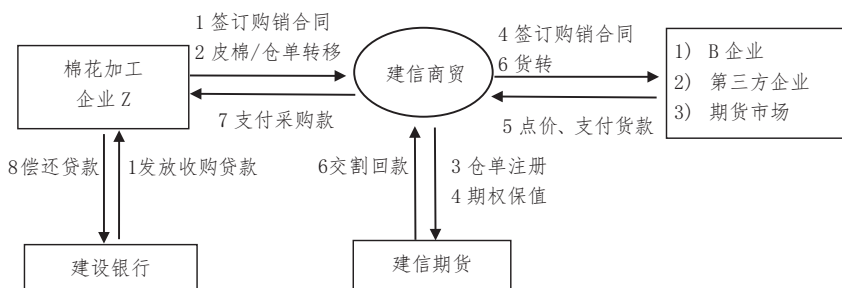 1 签订购销合同
2 皮棉/仓单转移
棉花加工
企业 Z
建信商贸
4 签订购销合同
6 货转
1) B 企业
2) 第三方企业
3) 期货市场
7 支付采购款
5 点价、支付货款
8偿还贷款
1发放收购贷款
6交割回款
3 仓单注册
4 期权保值
建设银行
建信期货